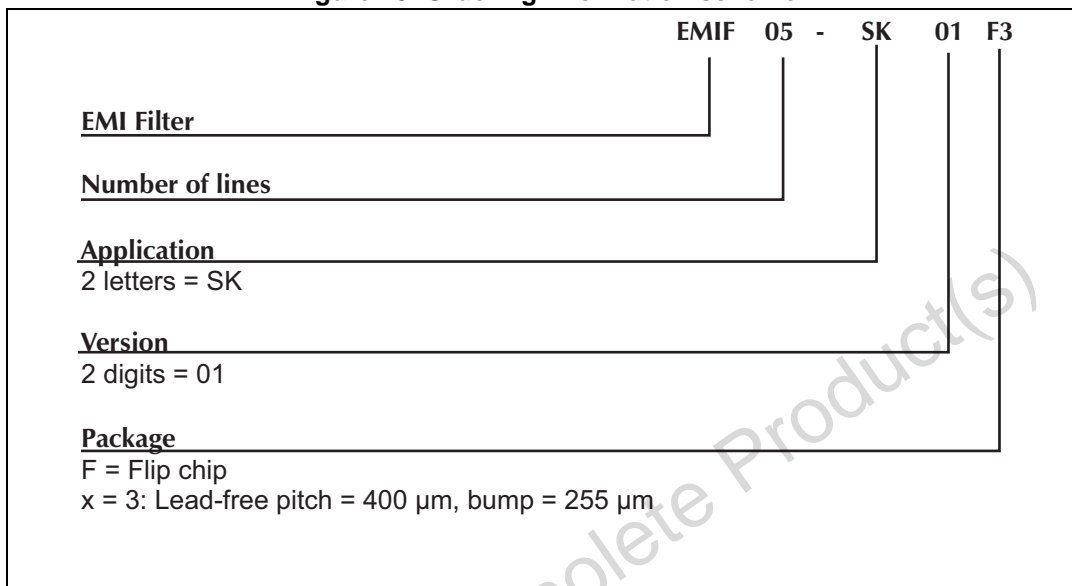 EMIF 05 - SK 01 F3
EMI Filter
Number of lines
Application
2 letters = SK
Version
2 digits = 01
Package
F = Flip chip
x = 3: Lead-free pitch = 400 µm, bump = 255 µm
Product(s)